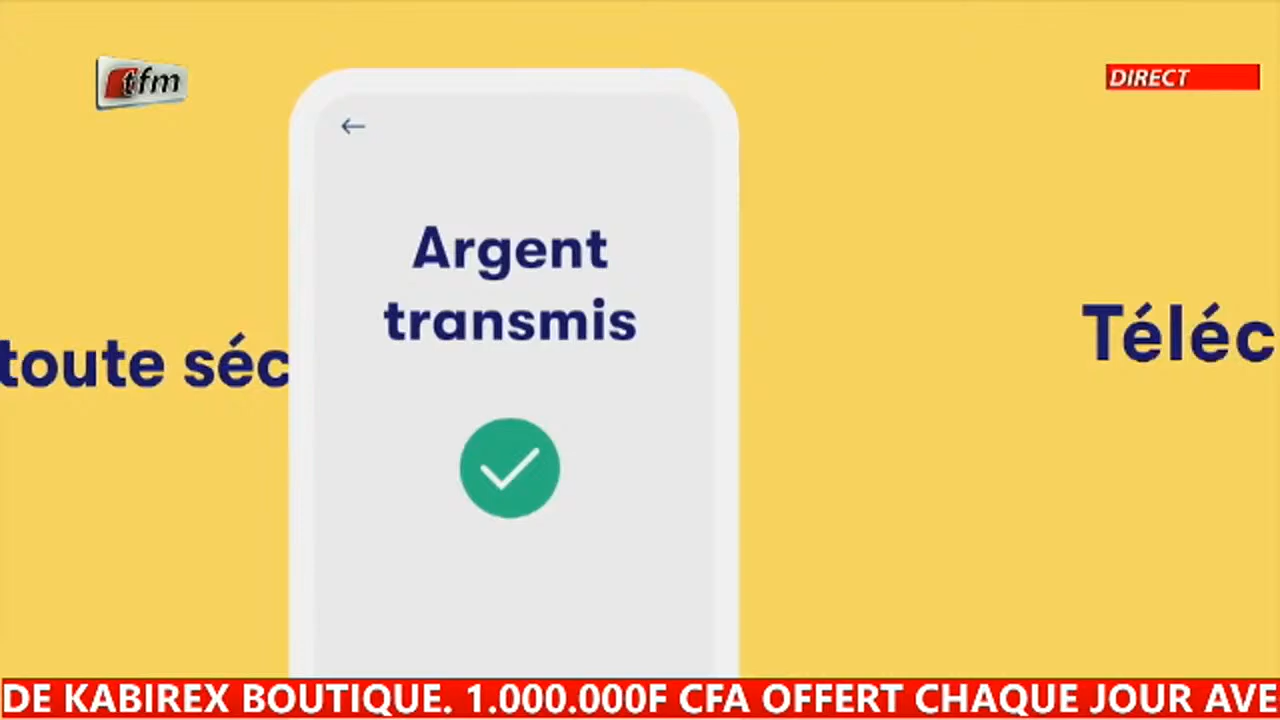 tfm
DIRECT
Argent
transmis
toute séc
Téléc
DE KABIREX BOUTIQUE. 1.000.000F CFA OFFERT CHAQUE JOUR AVE